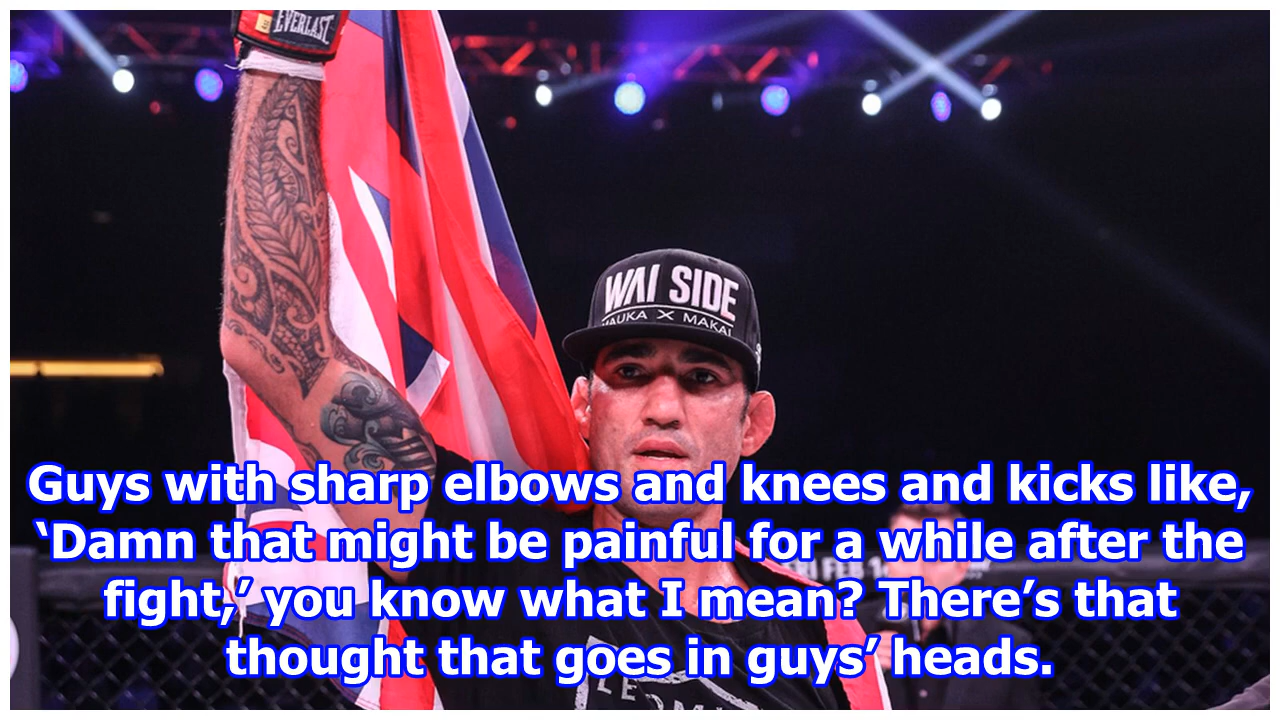 EVERLAST
WAI SIDE
MAUKA X MAKAI
Guys with sharp elbows and knees and kicks like,
‘Damn that might be painful for a while after the
fight,’ you know what I mean? There’s that
thought that goes in guys’ heads.